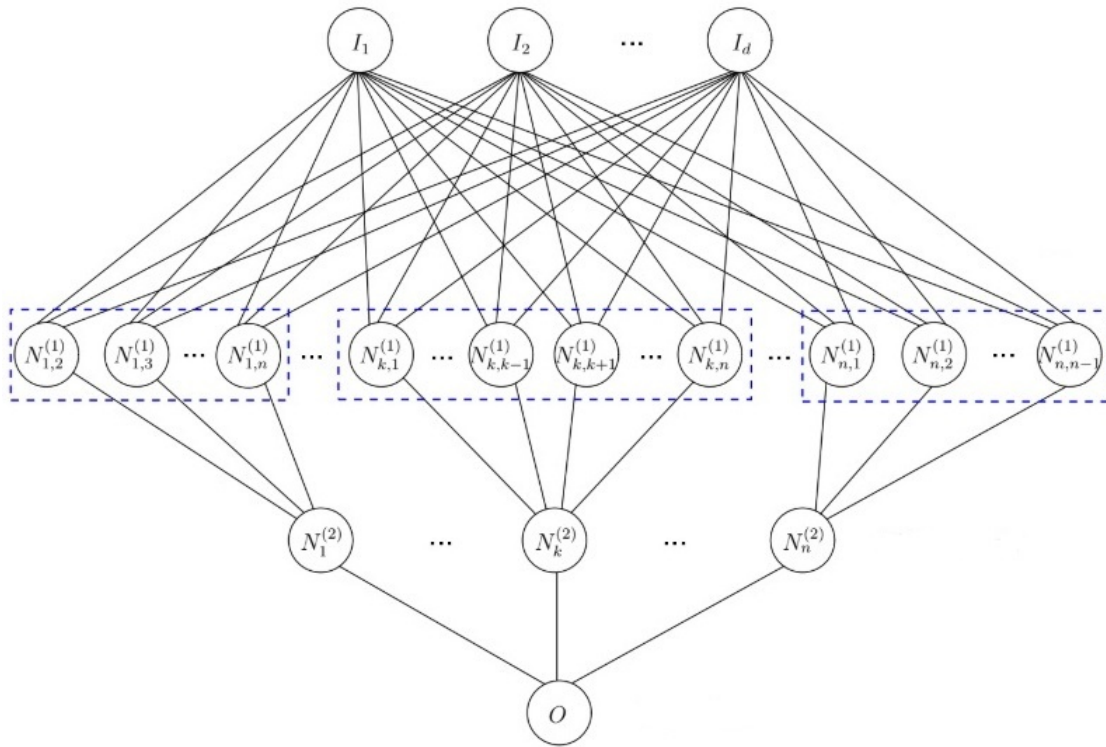 I_1 I_2 ... I_d
N_{1,2}^{(1)} N_{1,3}^{(1)} ... N_{1,n}^{(1)} ... N_{k,1}^{(1)} ... N_{k,k-1}^{(1)} N_{k,k+1}^{(1)} ... N_{k,n}^{(1)} ... N_{n,1}^{(1)} N_{n,2}^{(1)} ... N_{n,n-1}^{(1)}
N_1^{(2)} ... N_k^{(2)} ... N_n^{(2)}
O